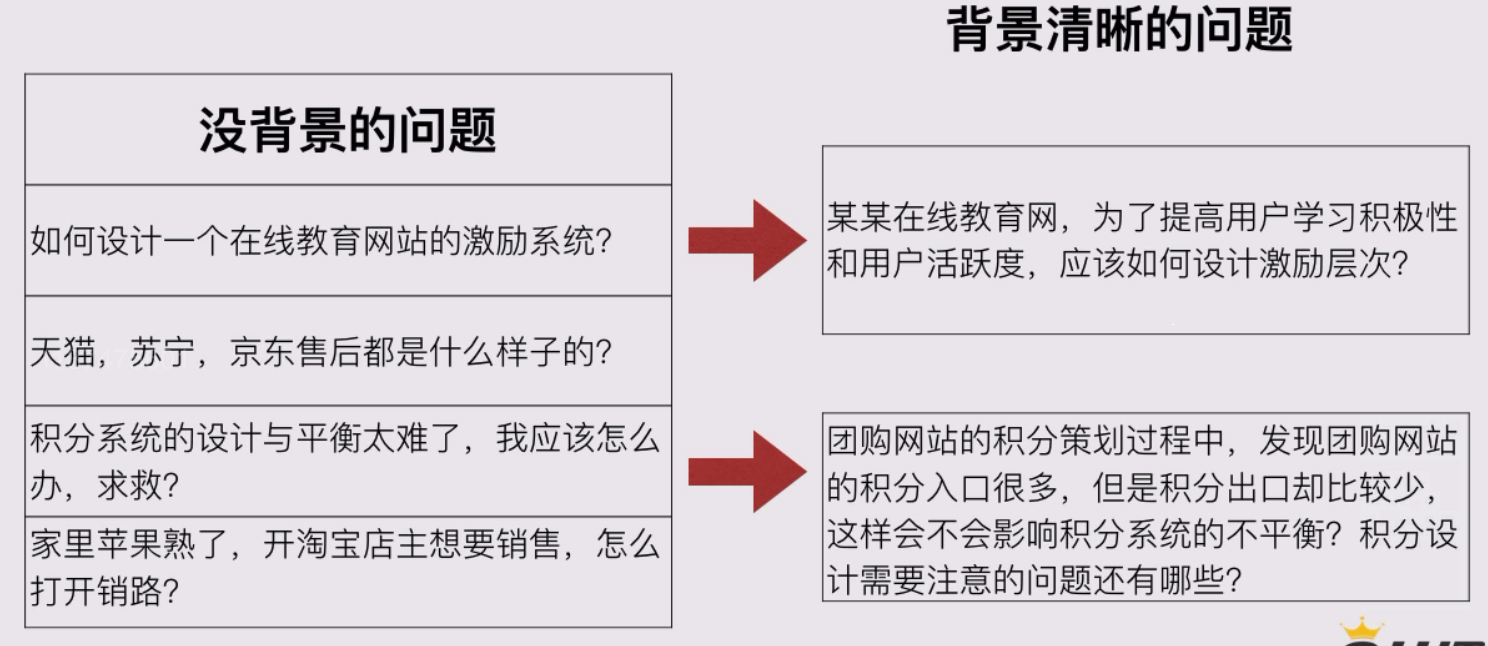 背景清晰的问题
没背景的问题
如何设计一个在线教育网站的激励系统？
天猫，苏宁，京东售后都是什么样子的？
积分系统的设计与平衡太难了，我应该怎么
办，求救？
家里苹果熟了，开淘宝店主想要销售，怎么
打开销路？
某某在线教育网，为了提高用户学习积极性
和用户活跃度，应该如何设计激励层次？
团购网站的积分策划过程中，发现团购网站
的积分入口很多，但是积分出口却比较少，
这样会不会影响积分系统的不平衡？积分设
计需要注意的问题还有哪些？